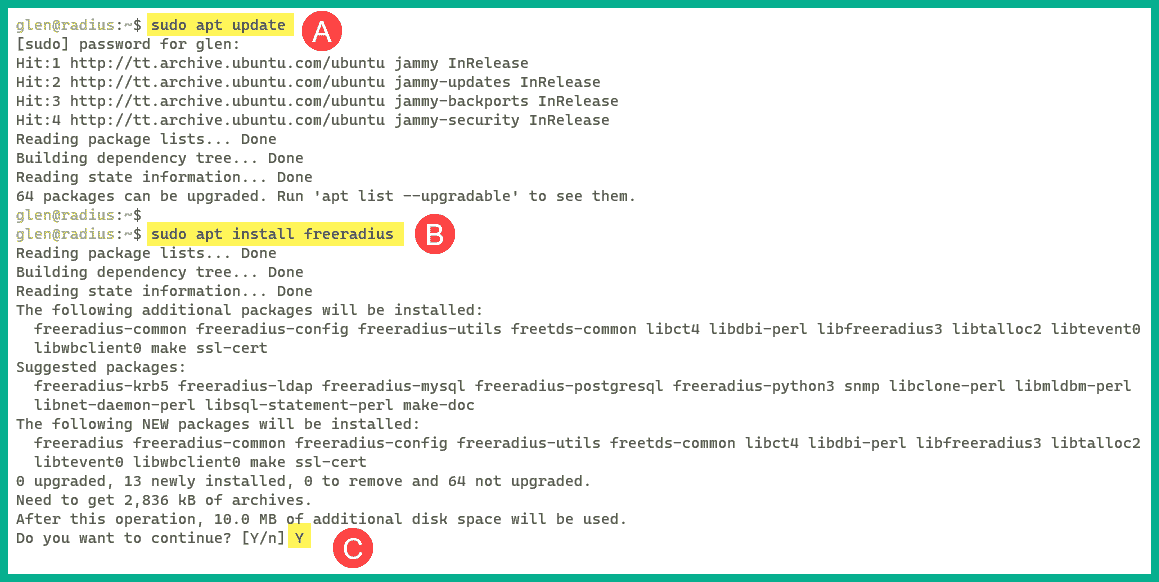 glen@radius:~$ sudo apt update A
[sudo] password for glen:
Hit:1 http://tt.archive.ubuntu.com/ubuntu jammy InRelease
Hit:2 http://tt.archive.ubuntu.com/ubuntu jammy-updates InRelease
Hit:3 http://tt.archive.ubuntu.com/ubuntu jammy-backports InRelease
Hit:4 http://tt.archive.ubuntu.com/ubuntu jammy-security InRelease
Reading package lists... Done
Building dependency tree... Done
Reading state information... Done
64 packages can be upgraded. Run 'apt list --upgradable' to see them.
glen@radius:~$
glen@radius:~$ sudo apt install freeradius B
Reading package lists... Done
Building dependency tree... Done
Reading state information... Done
The following additional packages will be installed:
  freeradius-common freeradius-config freeradius-utils freetds-common libct4 libdbi-perl libfreeradius3 libtalloc2 libtevent0
  libwbclient0 make ssl-cert
Suggested packages:
  freeradius-krb5 freeradius-ldap freeradius-mysql freeradius-postgresql freeradius-python3 snmp libclone-perl libmldbm-perl
  libnet-daemon-perl libsql-statement-perl make-doc
The following NEW packages will be installed:
  freeradius freeradius-common freeradius-config freeradius-utils freetds-common libct4 libdbi-perl libfreeradius3 libtalloc2
  libtevent0 libwbclient0 make ssl-cert
0 upgraded, 13 newly installed, 0 to remove and 64 not upgraded.
Need to get 2,836 kB of archives.
After this operation, 10.0 MB of additional disk space will be used.
Do you want to continue? [Y/n] Y C